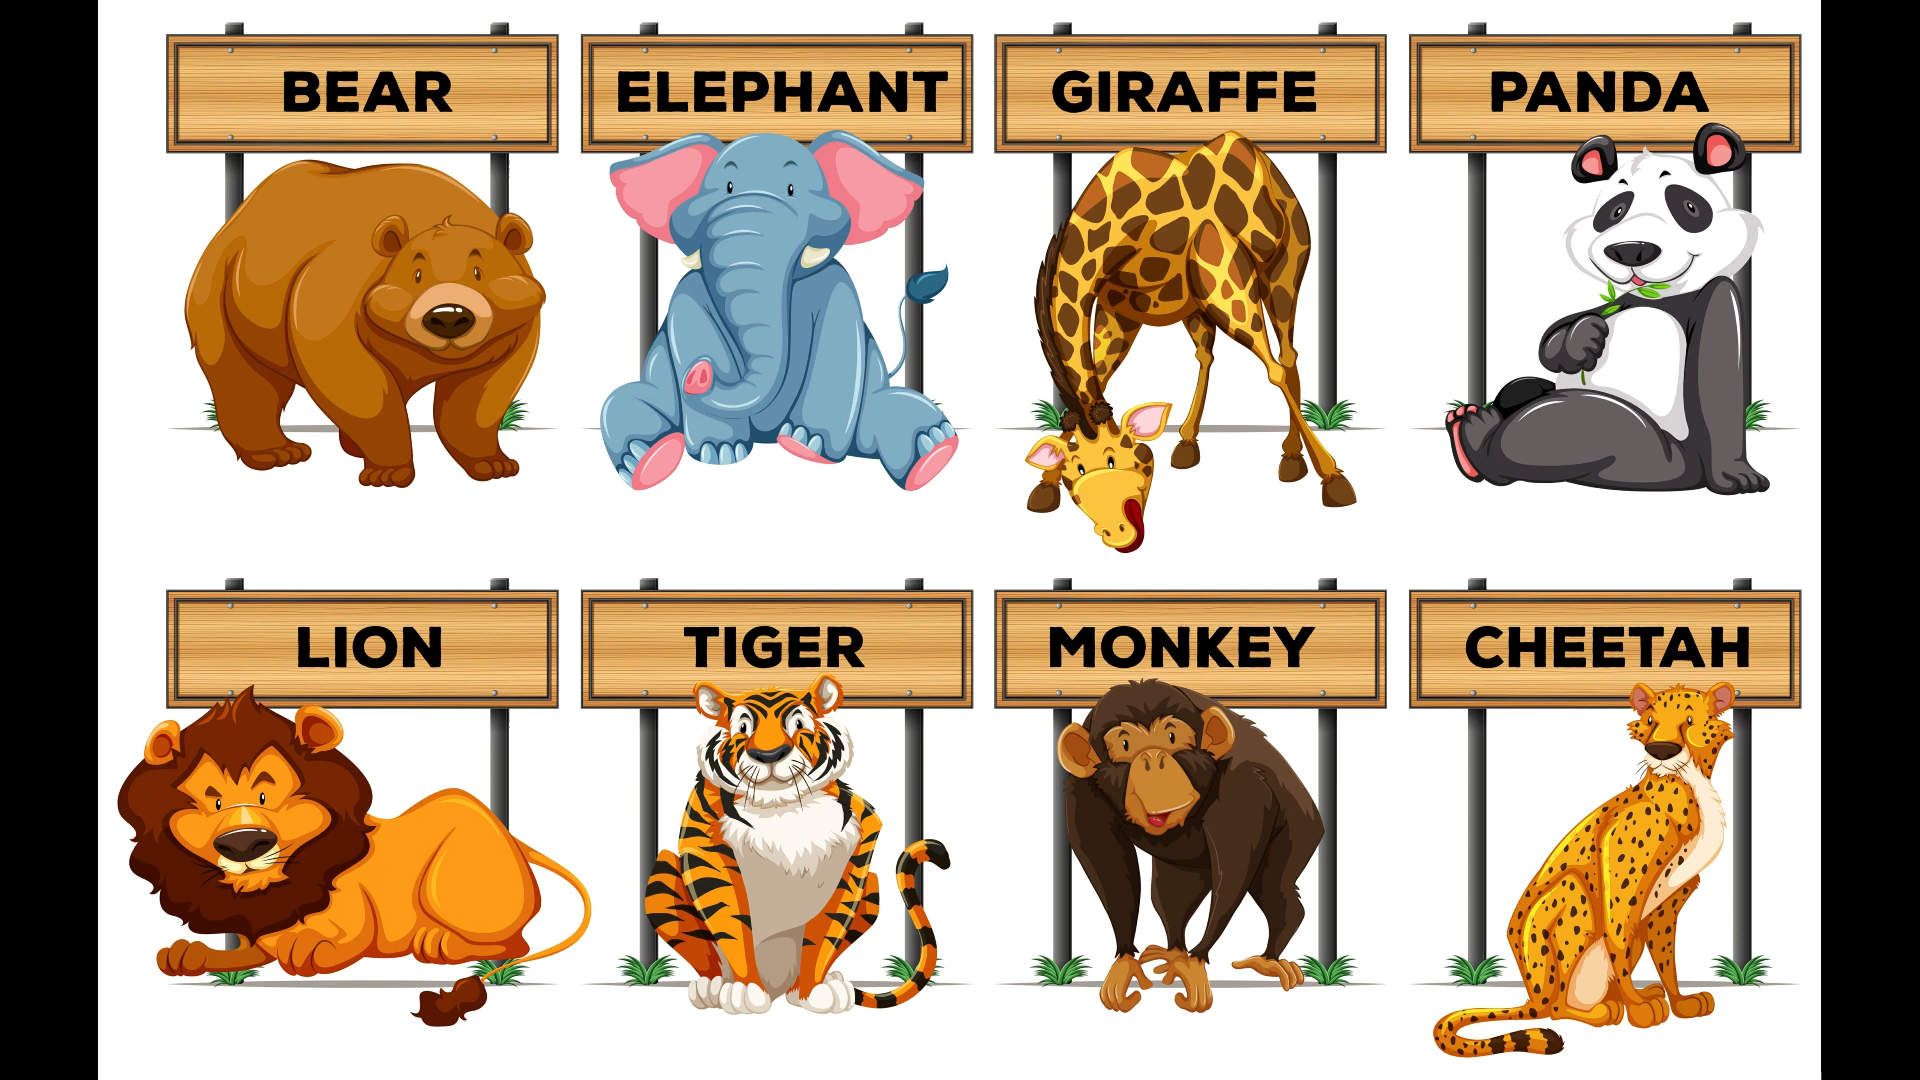 BEAR
ELEPHANT
GIRAFFE
PANDA
LION
TIGER
MONKEY
CHEETAH